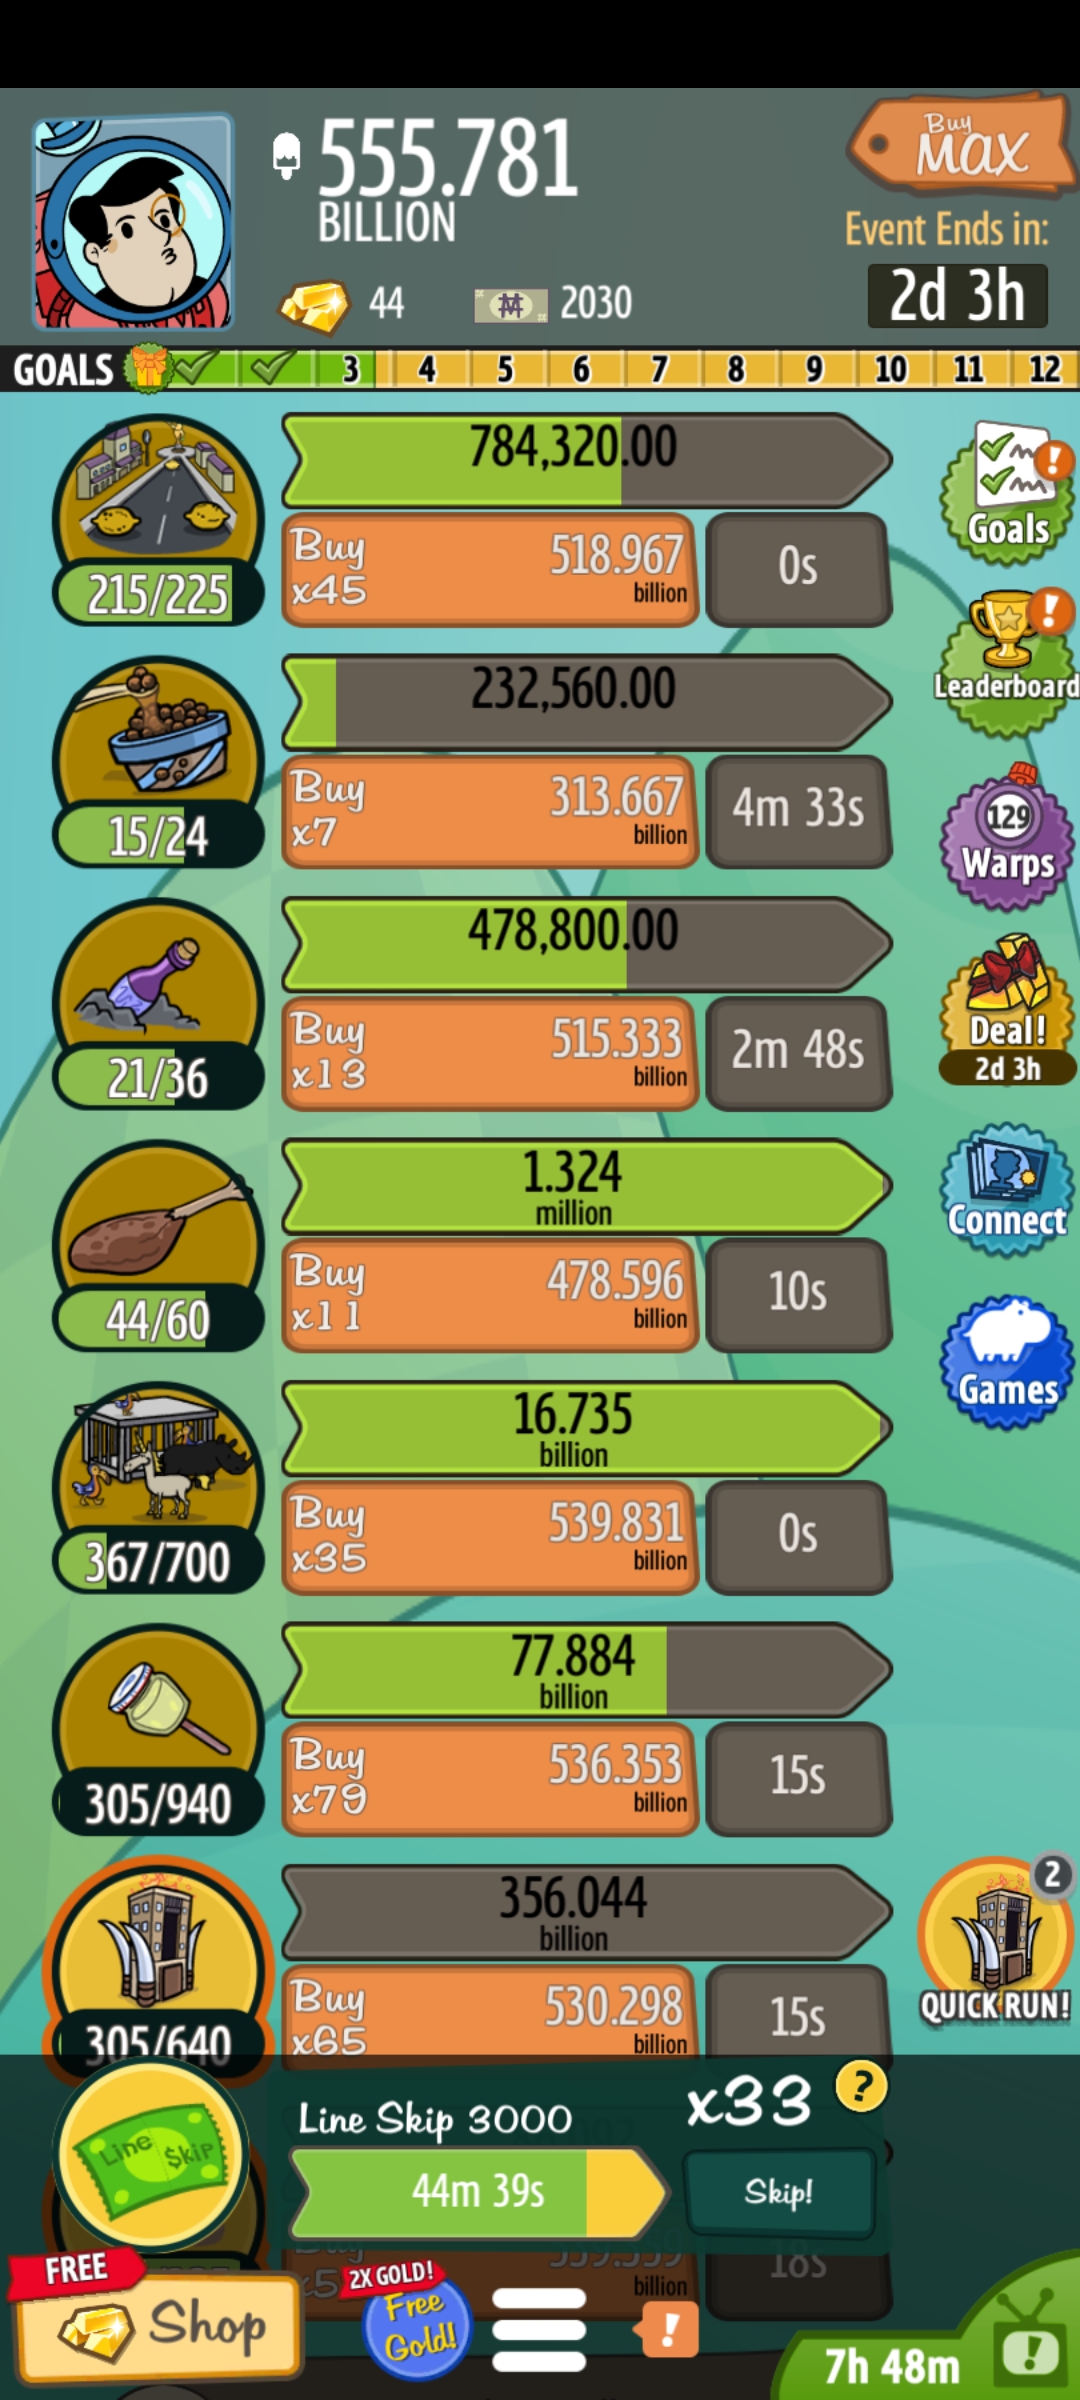 555.781
BILLION
Buy
MAX
Event Ends in:
44
2030
2d 3h
GOALS 3 4 5 6 7 8 9 10 11 12
784,320.00
Buy
x45
518.967
billion
0s
215/225
Goals
232,560.00
Buy
x7
313.667
billion
4m 33s
15/24
Leaderboard
129
Warps
478,800.00
Buy
x13
515.333
billion
2m 48s
21/36
Deal!
2d 3h
1.324
million
Buy
x11
478.596
billion
10s
44/60
Connect
Games
16.735
billion
Buy
x35
539.831
billion
0s
367/700
77.884
billion
Buy
x79
536.353
billion
15s
305/940
356.044
billion
Buy
x65
530.298
billion
15s
305/640
2
QUICK RUN!
Line Skip
Line Skip 3000
x33
?
44m 39s
Skip!
billion
18s
FREE
Shop
2X GOLD!
Free
Gold!
!
7h 48m